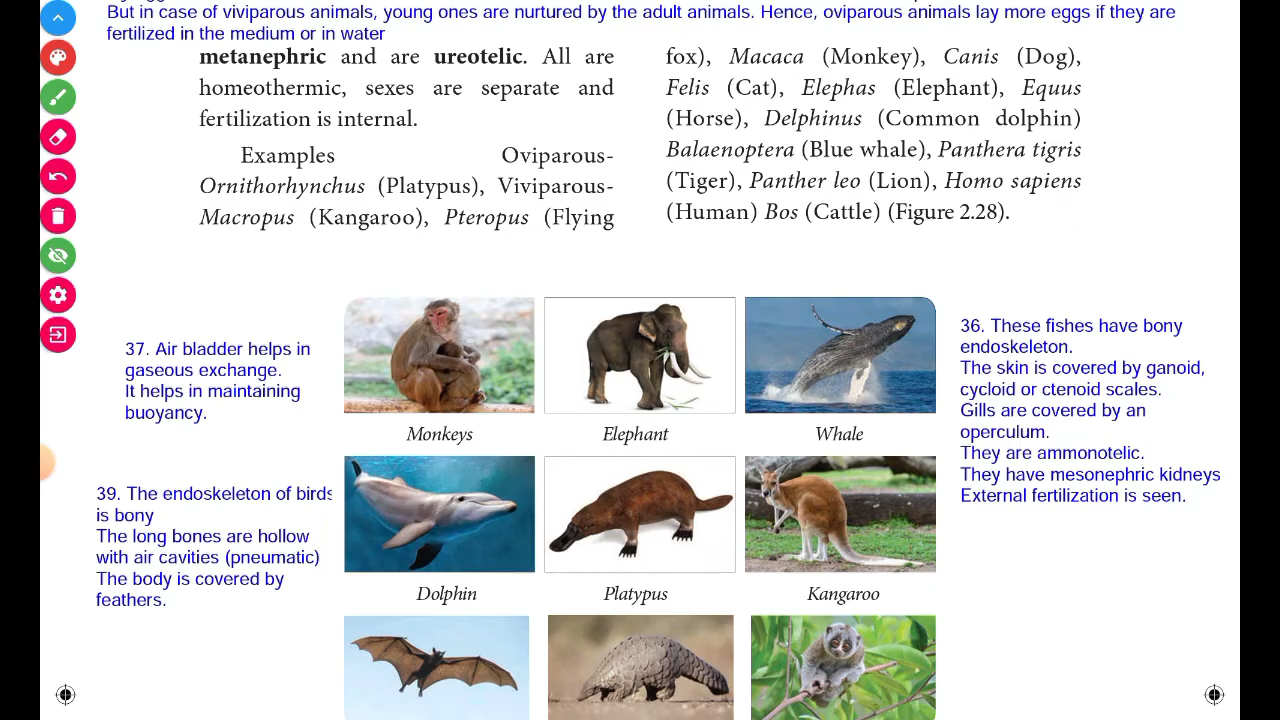 But in case of viviparous animals, young ones are nurtured by the adult animals. Hence, oviparous animals lay more eggs if they are
fertilized in the medium or in water
metanephric and are ureotelic. All are
homeothermic, sexes are separate and
fertilization is internal.
Examples Oviparous-
Ornithorhynchus (Platypus), Viviparous-
Macropus (Kangaroo), Pteropus (Flying
fox), Macaca (Monkey), Canis (Dog),
Felis (Cat), Elephas (Elephant), Equus
(Horse), Delphinus (Common dolphin)
Balaenoptera (Blue whale), Panthera tigris
(Tiger), Panther leo (Lion), Homo sapiens
(Human) Bos (Cattle) (Figure 2.28).
37. Air bladder helps in
gaseous exchange.
It helps in maintaining
buoyancy.
39. The endoskeleton of birds
is bony
The long bones are hollow
with air cavities (pneumatic)
The body is covered by
feathers.
Monkeys
Elephant
Whale
Dolphin
Platypus
Kangaroo
36. These fishes have bony
endoskeleton.
The skin is covered by ganoid,
cycloid or ctenoid scales.
Gills are covered by an
operculum.
They are ammonotelic.
They have mesonephric kidneys
External fertilization is seen.